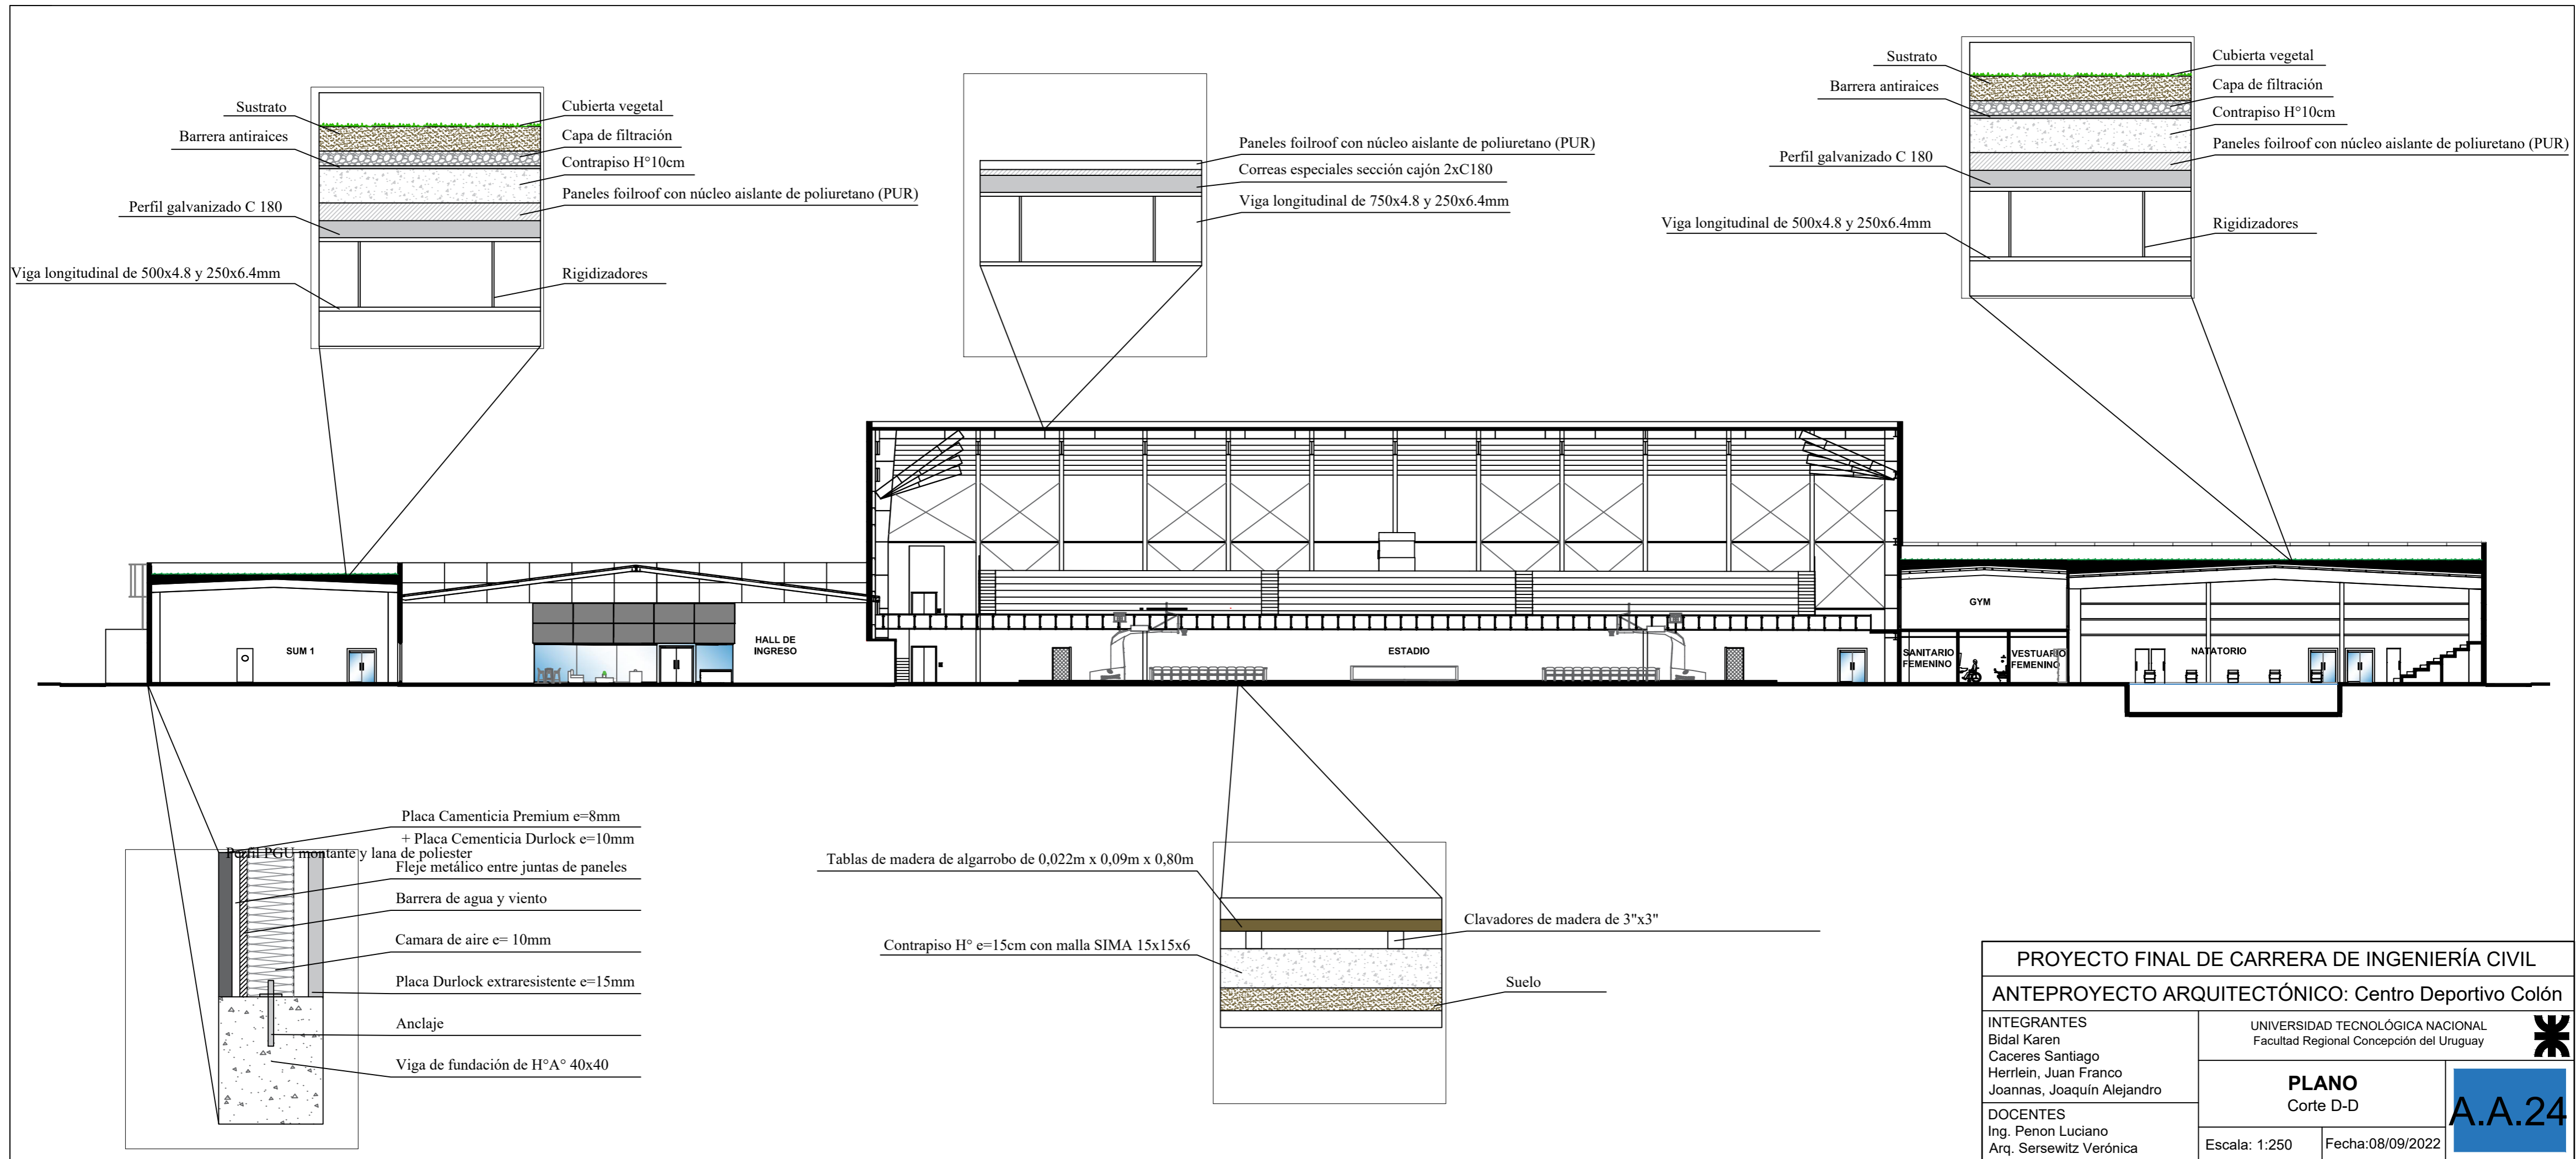 Sustrato
Barrera antiraices
Perfil galvanizado C 180
Viga longitudinal de 500x4.8 y 250x6.4mm
Cubierta vegetal
Capa de filtración
Contrapiso H°10cm
Paneles foilroof con núcleo aislante de poliuretano (PUR)
Rigidizadores
Paneles foilroof con núcleo aislante de poliuretano (PUR)
Correas especiales sección cajón 2xC180
Viga longitudinal de 750x4.8 y 250x6.4mm
Sustrato
Barrera antiraices
Perfil galvanizado C 180
Viga longitudinal de 500x4.8 y 250x6.4mm
Cubierta vegetal
Capa de filtración
Contrapiso H°10cm
Paneles foilroof con núcleo aislante de poliuretano (PUR)
Rigidizadores
SUM 1
HALL DE
INGRESO
ESTADIO
GYM
SANITARIO
FEMENINO
VESTUARIO
FEMENINO
NATATORIO
Placa Camenticia Premium e=8mm
+ Placa Cementicia Durlock e=10mm
Perfil PGU montante y lana de poliester
Fleje metálico entre juntas de paneles
Barrera de agua y viento
Camara de aire e= 10mm
Placa Durlock extraresistente e=15mm
Anclaje
Viga de fundación de H°A° 40x40
Tablas de madera de algarrobo de 0,022m x 0,09m x 0,80m
Contrapiso H° e=15cm con malla SIMA 15x15x6
Clavadores de madera de 3"x3"
Suelo
PROYECTO FINAL DE CARRERA DE INGENIERÍA CIVIL
ANTEPROYECTO ARQUITECTÓNICO: Centro Deportivo Colón
INTEGRANTES
Bidal Karen
Caceres Santiago
Herrlein, Juan Franco
Joannas, Joaquín Alejandro
DOCENTES
Ing. Penon Luciano
Arq. Sersewitz Verónica
UNIVERSIDAD TECNOLÓGICA NACIONAL
Facultad Regional Concepción del Uruguay
PLANO
Corte D-D
Escala: 1:250
Fecha:08/09/2022
A.A.24